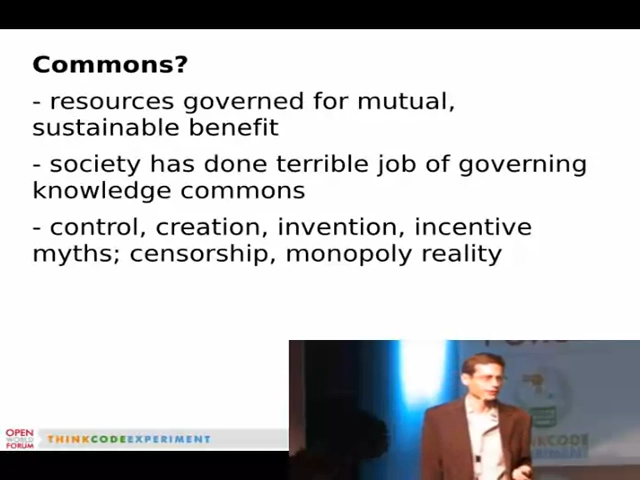 Commons?
- resources governed for mutual,
sustainable benefit
- society has done terrible job of governing
knowledge commons
- control, creation, invention, incentive
myths; censorship, monopoly reality
OPEN
WORLD
FORUM
THINKCODEEXPERIMENT